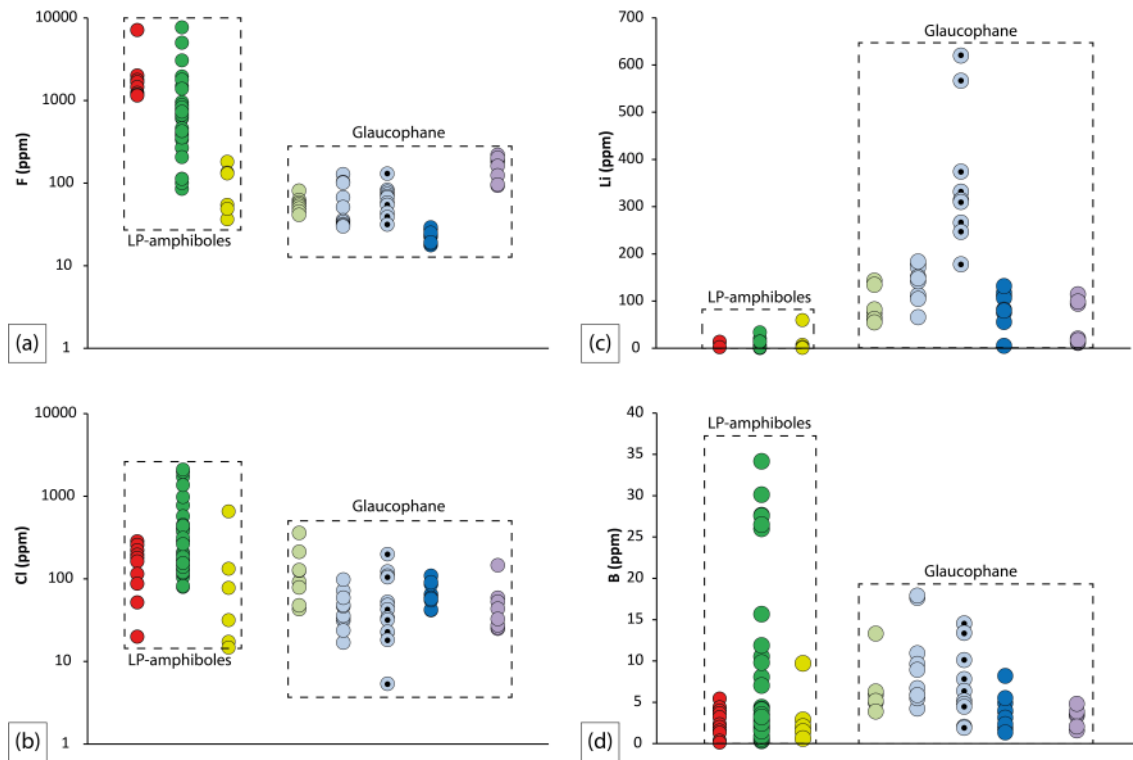 10000
1000
100
10
1
F (ppm)
LP-amphiboles
Glaucophane
(a)
700
600
500
400
300
200
100
0
Li (ppm)
LP-amphiboles
Glaucophane
(c)
10000
1000
100
10
1
Cl (ppm)
LP-amphiboles
Glaucophane
(b)
40
35
30
25
20
15
10
5
0
B (ppm)
LP-amphiboles
Glaucophane
(d)